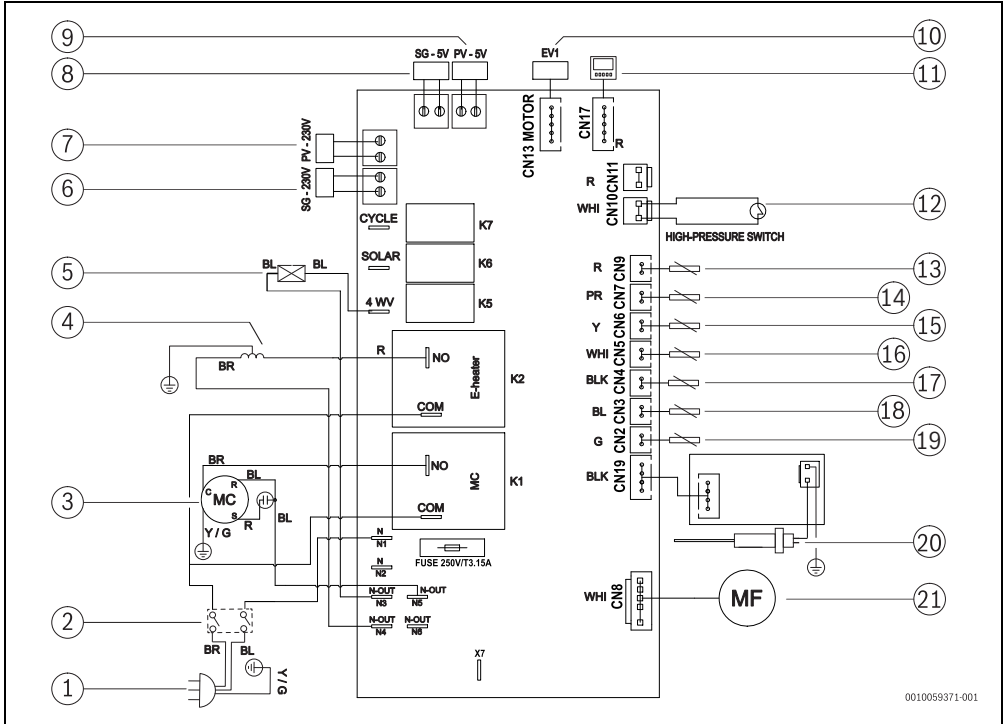 9
SG - 5V
PV - 5V
EV1
10
8
11
7
PV - 230V
CN13 MOTOR
CN17
R
6
SG - 230V
R
CN11
CYCLE
K7
WHI
CN10
12
HIGH-PRESSURE SWITCH
5
BL
BL
SOLAR
K6
R
CN9
13
4 WV
K5
PR
CN7
14
4
Y
CN6
15
BR
R
NO
E-heater
K2
WHI
CN5
16
COM
BLK
CN4
17
BL
CN3
18
G
CN2
19
BR
NO
MC
K1
BLK
CN19
3
C
R
MC
S
BL
R
BL
Y / G
COM
N
N1
FUSE 250V/T3.15A
20
N
N2
N-OUT
N3
N-OUT
N5
WHI
CN8
MF
21
2
N-OUT
N4
N-OUT
N6
BR
BL
X7
1
Y / G
0010059371-001